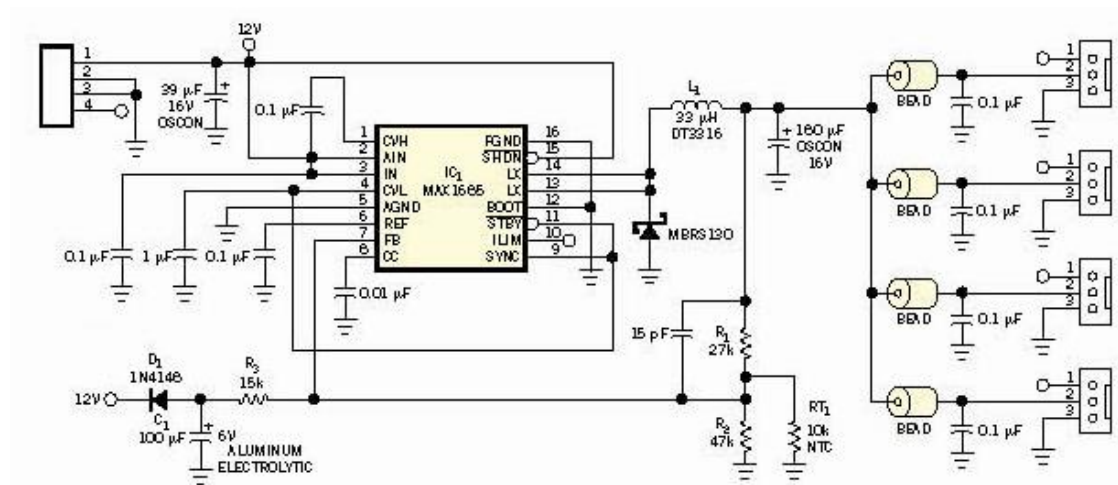 12V
1
2
3
4
39 µF
16V
OSCON
0.1 µF
1 CVH
2 AIN
3 IN
4 CVL
5 AGND
6 REF
7 FB
8 CC
IC1
MAX1685
PGND 16
SHDN 15
LX 14
LX 13
BOOT 12
STBY 11
ILIM 10
SYNC 9
0.1 µF
1 µF
0.1 µF
0.01 µF
L1
33 µH
DT3316
+ 180 µF
OSCON
16V
MBRS130
15 pF
R1
27k
R2
47k
RT1
10k
NTC
D1
1N4148
12V
C1
100 µF
R3
15k
6V
ALUMINUM
ELECTROLYTIC
BEAD
0.1 µF
1
2
3
BEAD
0.1 µF
1
2
3
BEAD
0.1 µF
1
2
3
BEAD
0.1 µF
1
2
3